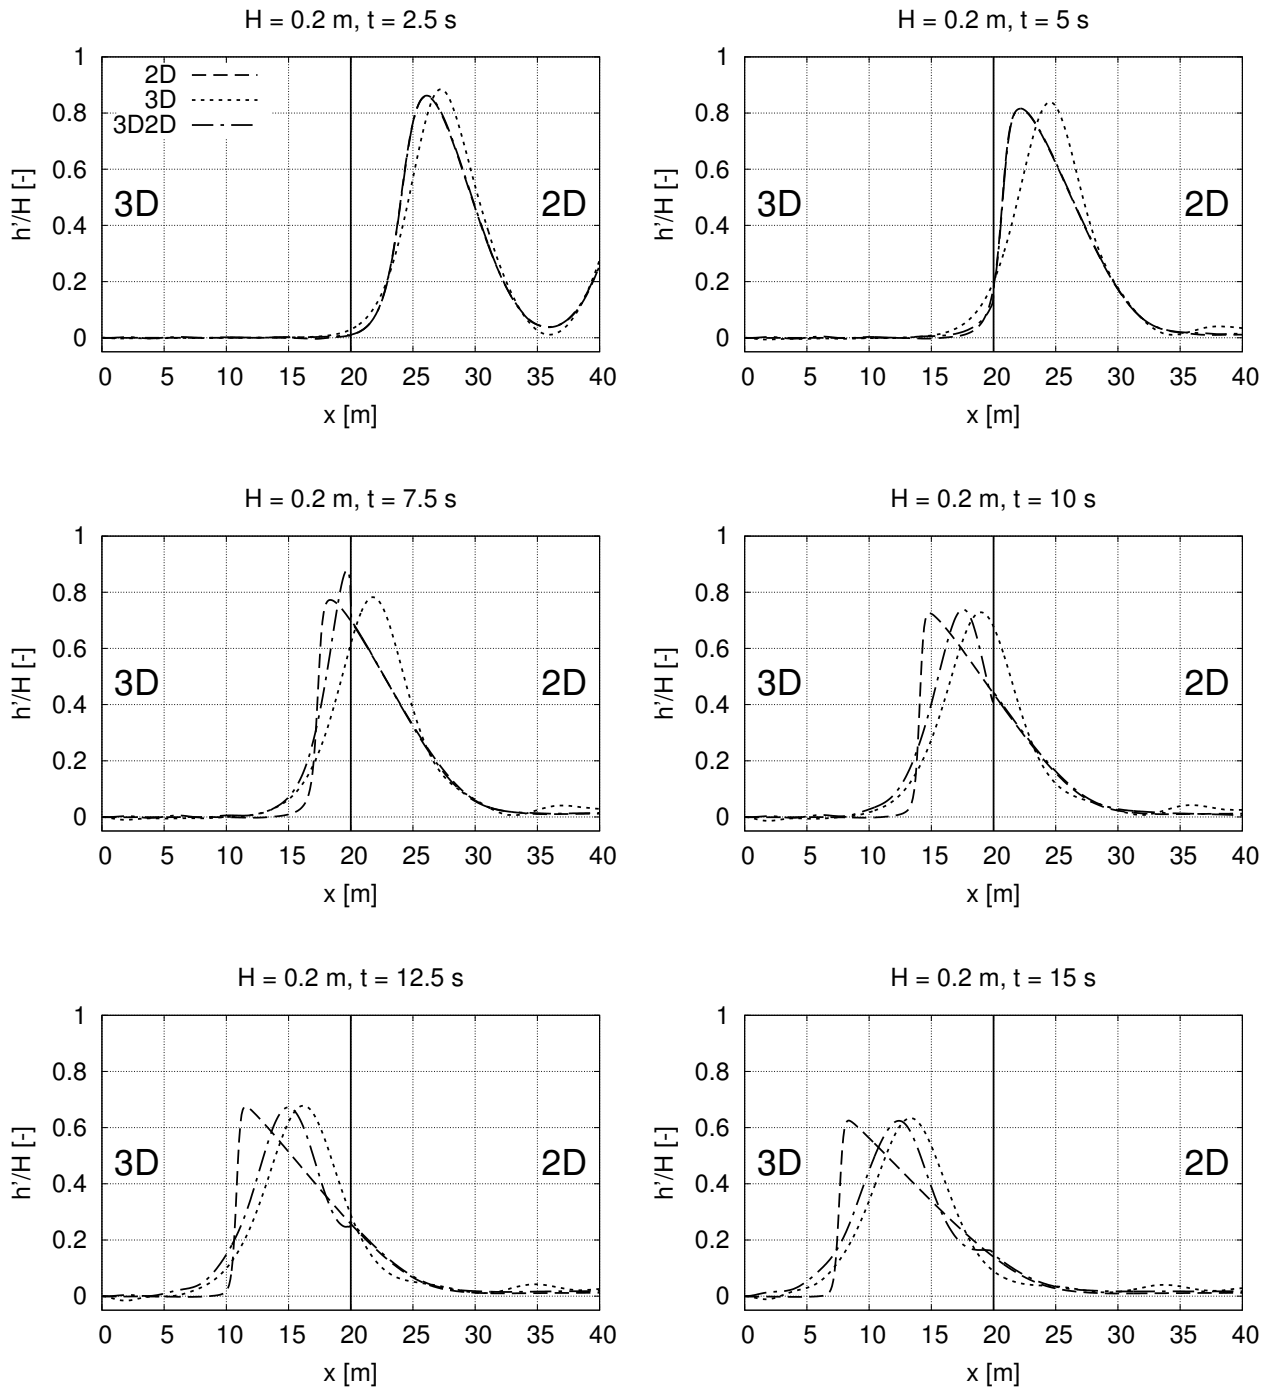 H = 0.2 m, t = 2.5 s
H = 0.2 m, t = 5 s
1
0.8
0.6
0.4
0.2
0
h'/H [-]
2D
3D
3D2D
3D
2D
0 5 10 15 20 25 30 35 40
x [m]
1
0.8
0.6
0.4
0.2
0
h'/H [-]
3D
2D
0 5 10 15 20 25 30 35 40
x [m]
H = 0.2 m, t = 7.5 s
H = 0.2 m, t = 10 s
1
0.8
0.6
0.4
0.2
0
h'/H [-]
3D
2D
0 5 10 15 20 25 30 35 40
x [m]
1
0.8
0.6
0.4
0.2
0
h'/H [-]
3D
2D
0 5 10 15 20 25 30 35 40
x [m]
H = 0.2 m, t = 12.5 s
H = 0.2 m, t = 15 s
1
0.8
0.6
0.4
0.2
0
h'/H [-]
3D
2D
0 5 10 15 20 25 30 35 40
x [m]
1
0.8
0.6
0.4
0.2
0
h'/H [-]
3D
2D
0 5 10 15 20 25 30 35 40
x [m]